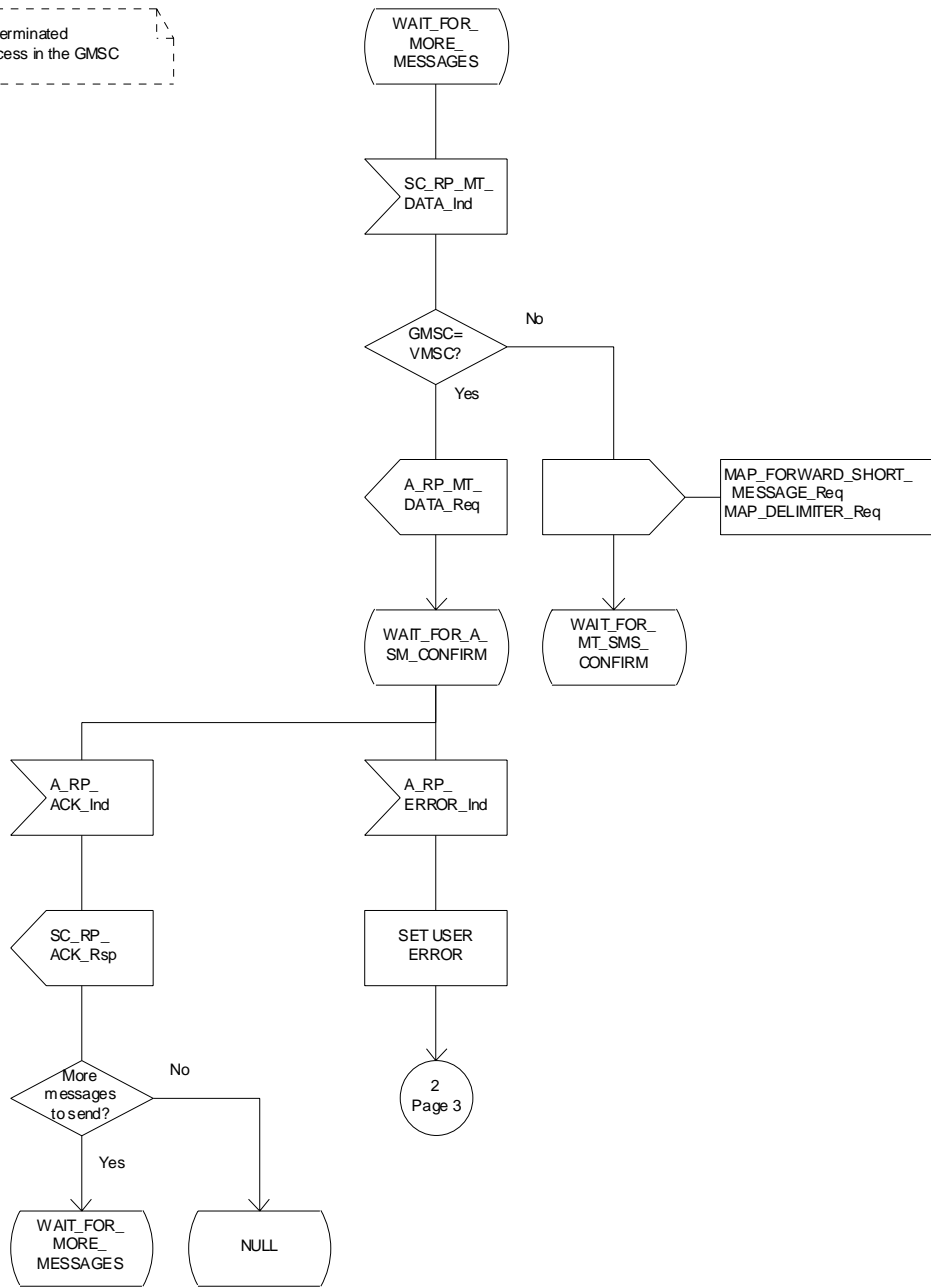 erminated
cess in the GMSC
WAIT_FOR_
MORE_
MESSAGES
SC_RP_MT_
DATA_Ind
GMSC=
VMSC?
No
Yes
A_RP_MT_
DATA_Req
MAP_FORWARD_SHORT_
MESSAGE_Req
MAP_DELIMITER_Req
WAIT_FOR_A_
SM_CONFIRM
WAIT_FOR_
MT_SMS_
CONFIRM
A_RP_
ACK_Ind
A_RP_
ERROR_Ind
SC_RP_
ACK_Rsp
SET USER
ERROR
More
messages
to send?
No
Yes
2
Page 3
WAIT_FOR_
MORE_
MESSAGES
NULL